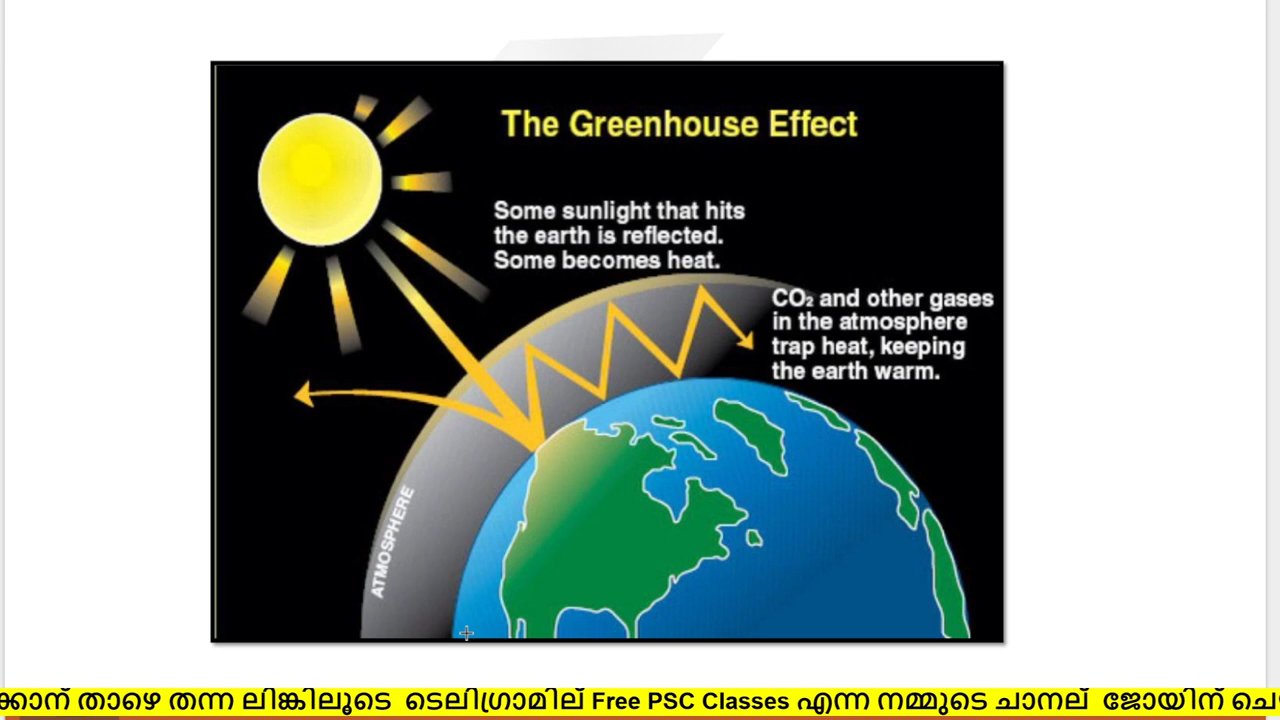 The Greenhouse Effect
Some sunlight that hits
the earth is reflected.
Some becomes heat.
CO₂ and other gases
in the atmosphere
trap heat, keeping
the earth warm.
ATMOSPHERE
താഴെ തന്ന ലിങ്കിലൂടെ ടെലിഗ്രാമില് Free PSC Classes എന്ന നമ്മുടെ ചാനല് ജോയിന്